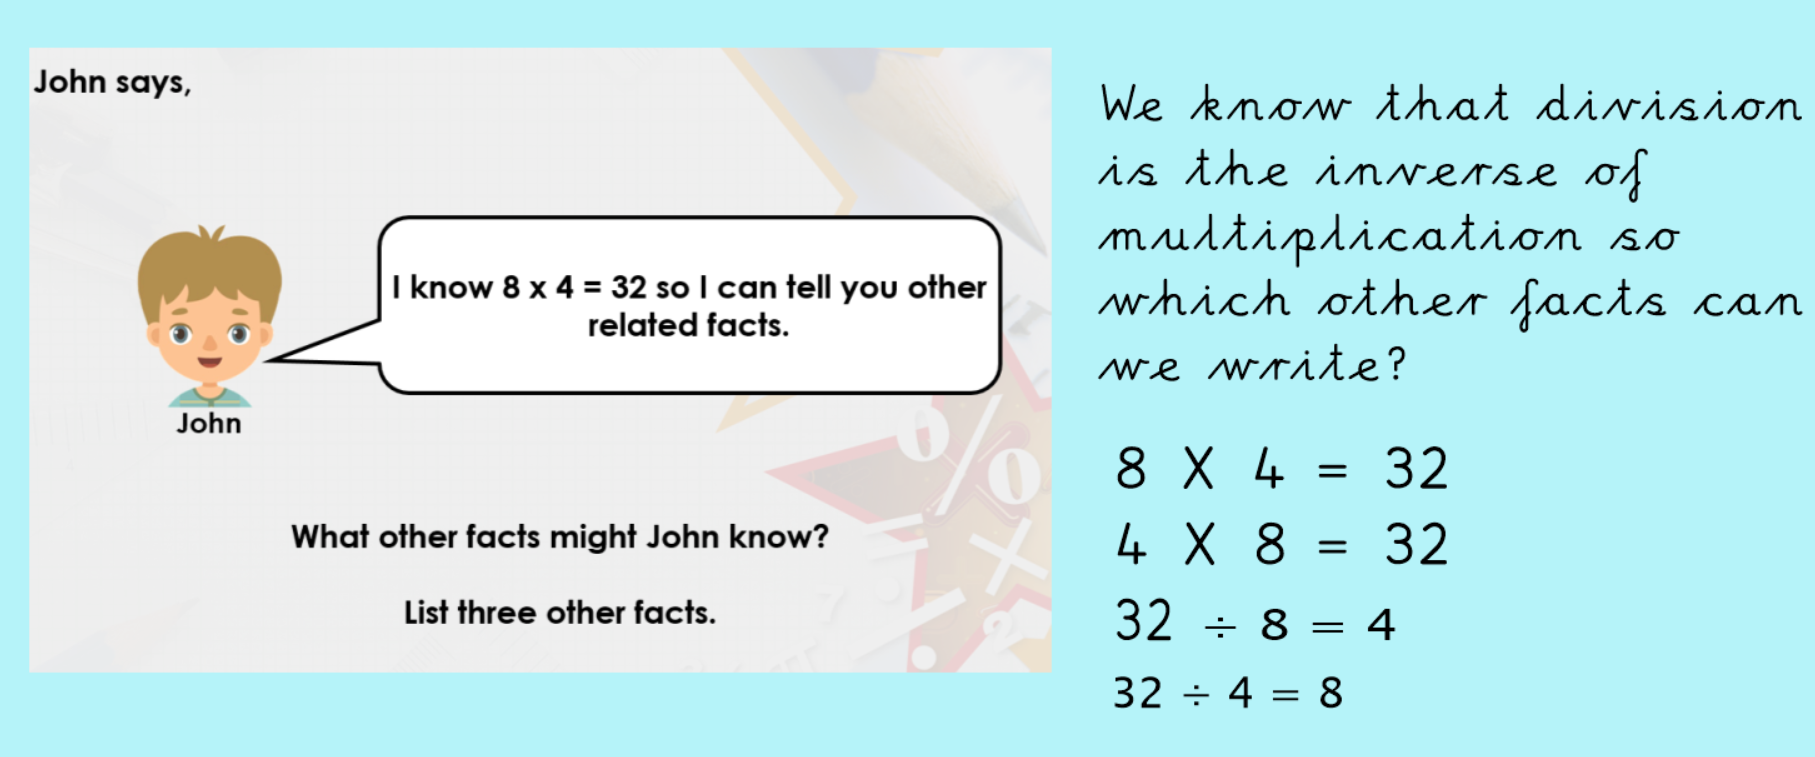 John says,
I know 8 x 4 = 32 so I can tell you other
related facts.
John
What other facts might John know?
List three other facts.
We know that division
is the inverse of
multiplication so
which other facts can
we write?
8 X 4 = 32
4 X 8 = 32
32 ÷ 8 = 4
32 ÷ 4 = 8